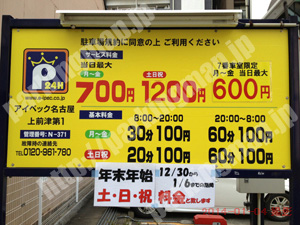 駐車場規約に同意の上 ご利用ください
サービス料金
当日最大
月～金
700円
土日祝
1200円
7番車室限定
月～金 当日最大
600円
P
24H
アイペック名古屋
上前津第1
管理番号: N-371
故障時の連絡先
TEL0120-961-760
基本料金
8:00～20:00
20:00～8:00
月～金
30分100円
60分100円
土日祝
20分100円
60分100円
年末年始
12/30から
1/6まで
土・日・祝 料金と致します